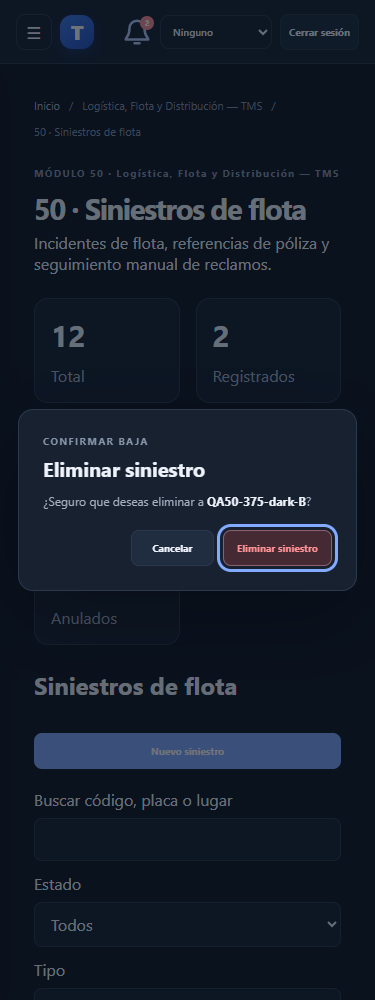 T
2
Ninguno
Cerrar sesión
Inicio / Logística, Flota y Distribución — TMS /
50 · Siniestros de flota
MÓDULO 50 · Logística, Flota y Distribución — TMS
50 · Siniestros de flota
Incidentes de flota, referencias de póliza y
seguimiento manual de reclamos.
12
Total
2
Registrados
CONFIRMAR BAJA
Eliminar siniestro
¿Seguro que deseas eliminar a QA50-375-dark-B?
Cancelar
Eliminar siniestro
Anulados
Siniestros de flota
Nuevo siniestro
Buscar código, placa o lugar
Estado
Todos
Tipo